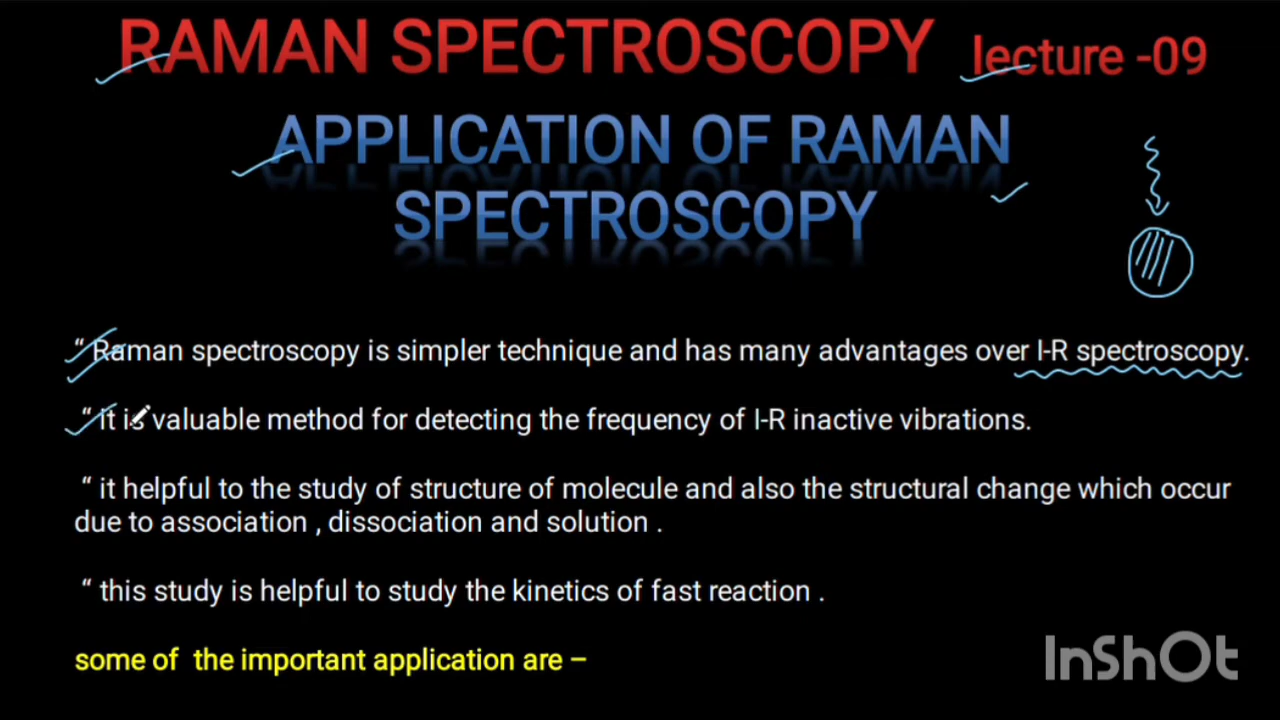 RAMAN SPECTROSCOPY lecture -09
APPLICATION OF RAMAN
SPECTROSCOPY
“ Raman spectroscopy is simpler technique and has many advantages over I-R spectroscopy.
“ It is valuable method for detecting the frequency of I-R inactive vibrations.
“ it helpful to the study of structure of molecule and also the structural change which occur
due to association , dissociation and solution .
“ this study is helpful to study the kinetics of fast reaction .
some of the important application are –
InShOt